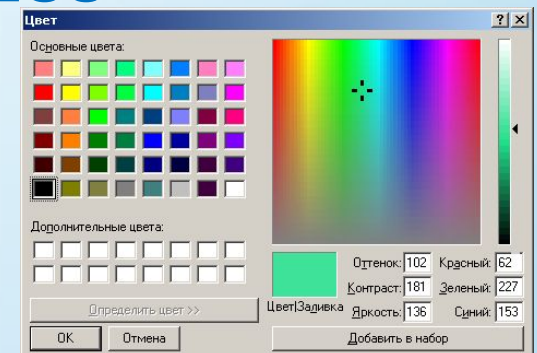 Цвет
Основные цвета:
Дополнительные цвета:
Определить цвет >>
OK Отмена
Цвет|Заливка
Оттенок: 102 Красный: 62
Контраст: 181 Зеленый: 227
Яркость: 136 Синий: 153
Добавить в набор